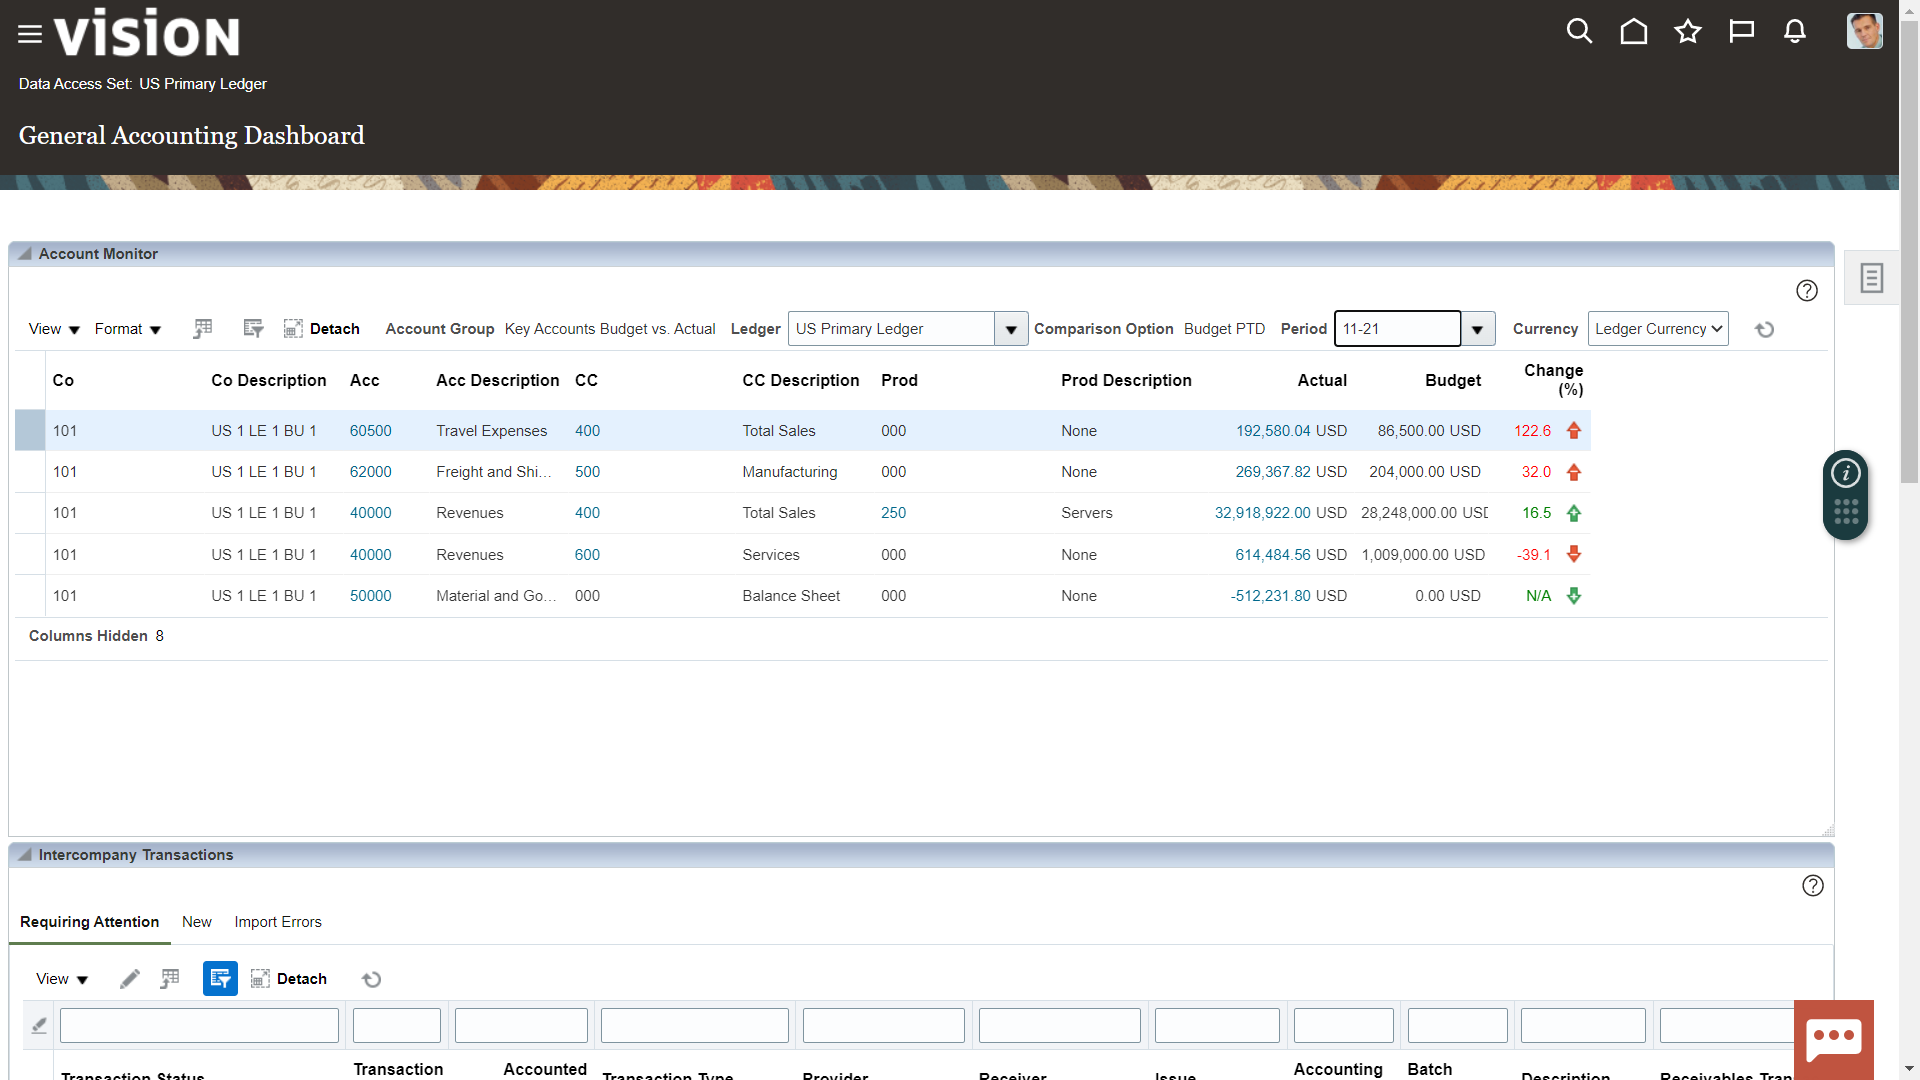 VISION
Data Access Set: US Primary Ledger
General Accounting Dashboard
Account Monitor
View Format Detach Account Group Key Accounts Budget vs. Actual Ledger US Primary Ledger Comparison Option Budget PTD Period 11-21 Currency Ledger Currency
Co Co Description Acc Acc Description CC CC Description Prod Prod Description Actual Budget Change (%)
101 US 1 LE 1 BU 1 60500 Travel Expenses 400 Total Sales 000 None 192,580.04 USD 86,500.00 USD 122.6
101 US 1 LE 1 BU 1 62000 Freight and Shi... 500 Manufacturing 000 None 269,367.82 USD 204,000.00 USD 32.0
101 US 1 LE 1 BU 1 40000 Revenues 400 Total Sales 250 Servers 32,918,922.00 USD 28,248,000.00 USD 16.5
101 US 1 LE 1 BU 1 40000 Revenues 600 Services 000 None 614,484.56 USD 1,009,000.00 USD -39.1
101 US 1 LE 1 BU 1 50000 Material and Go... 000 Balance Sheet 000 None -512,231.80 USD 0.00 USD N/A
Columns Hidden 8
Intercompany Transactions
Requiring Attention New Import Errors
View Detach
Transaction Accounted Accounting Batch
Transaction Status Transaction Type Provider Receiver Issue Description Receivables Tran